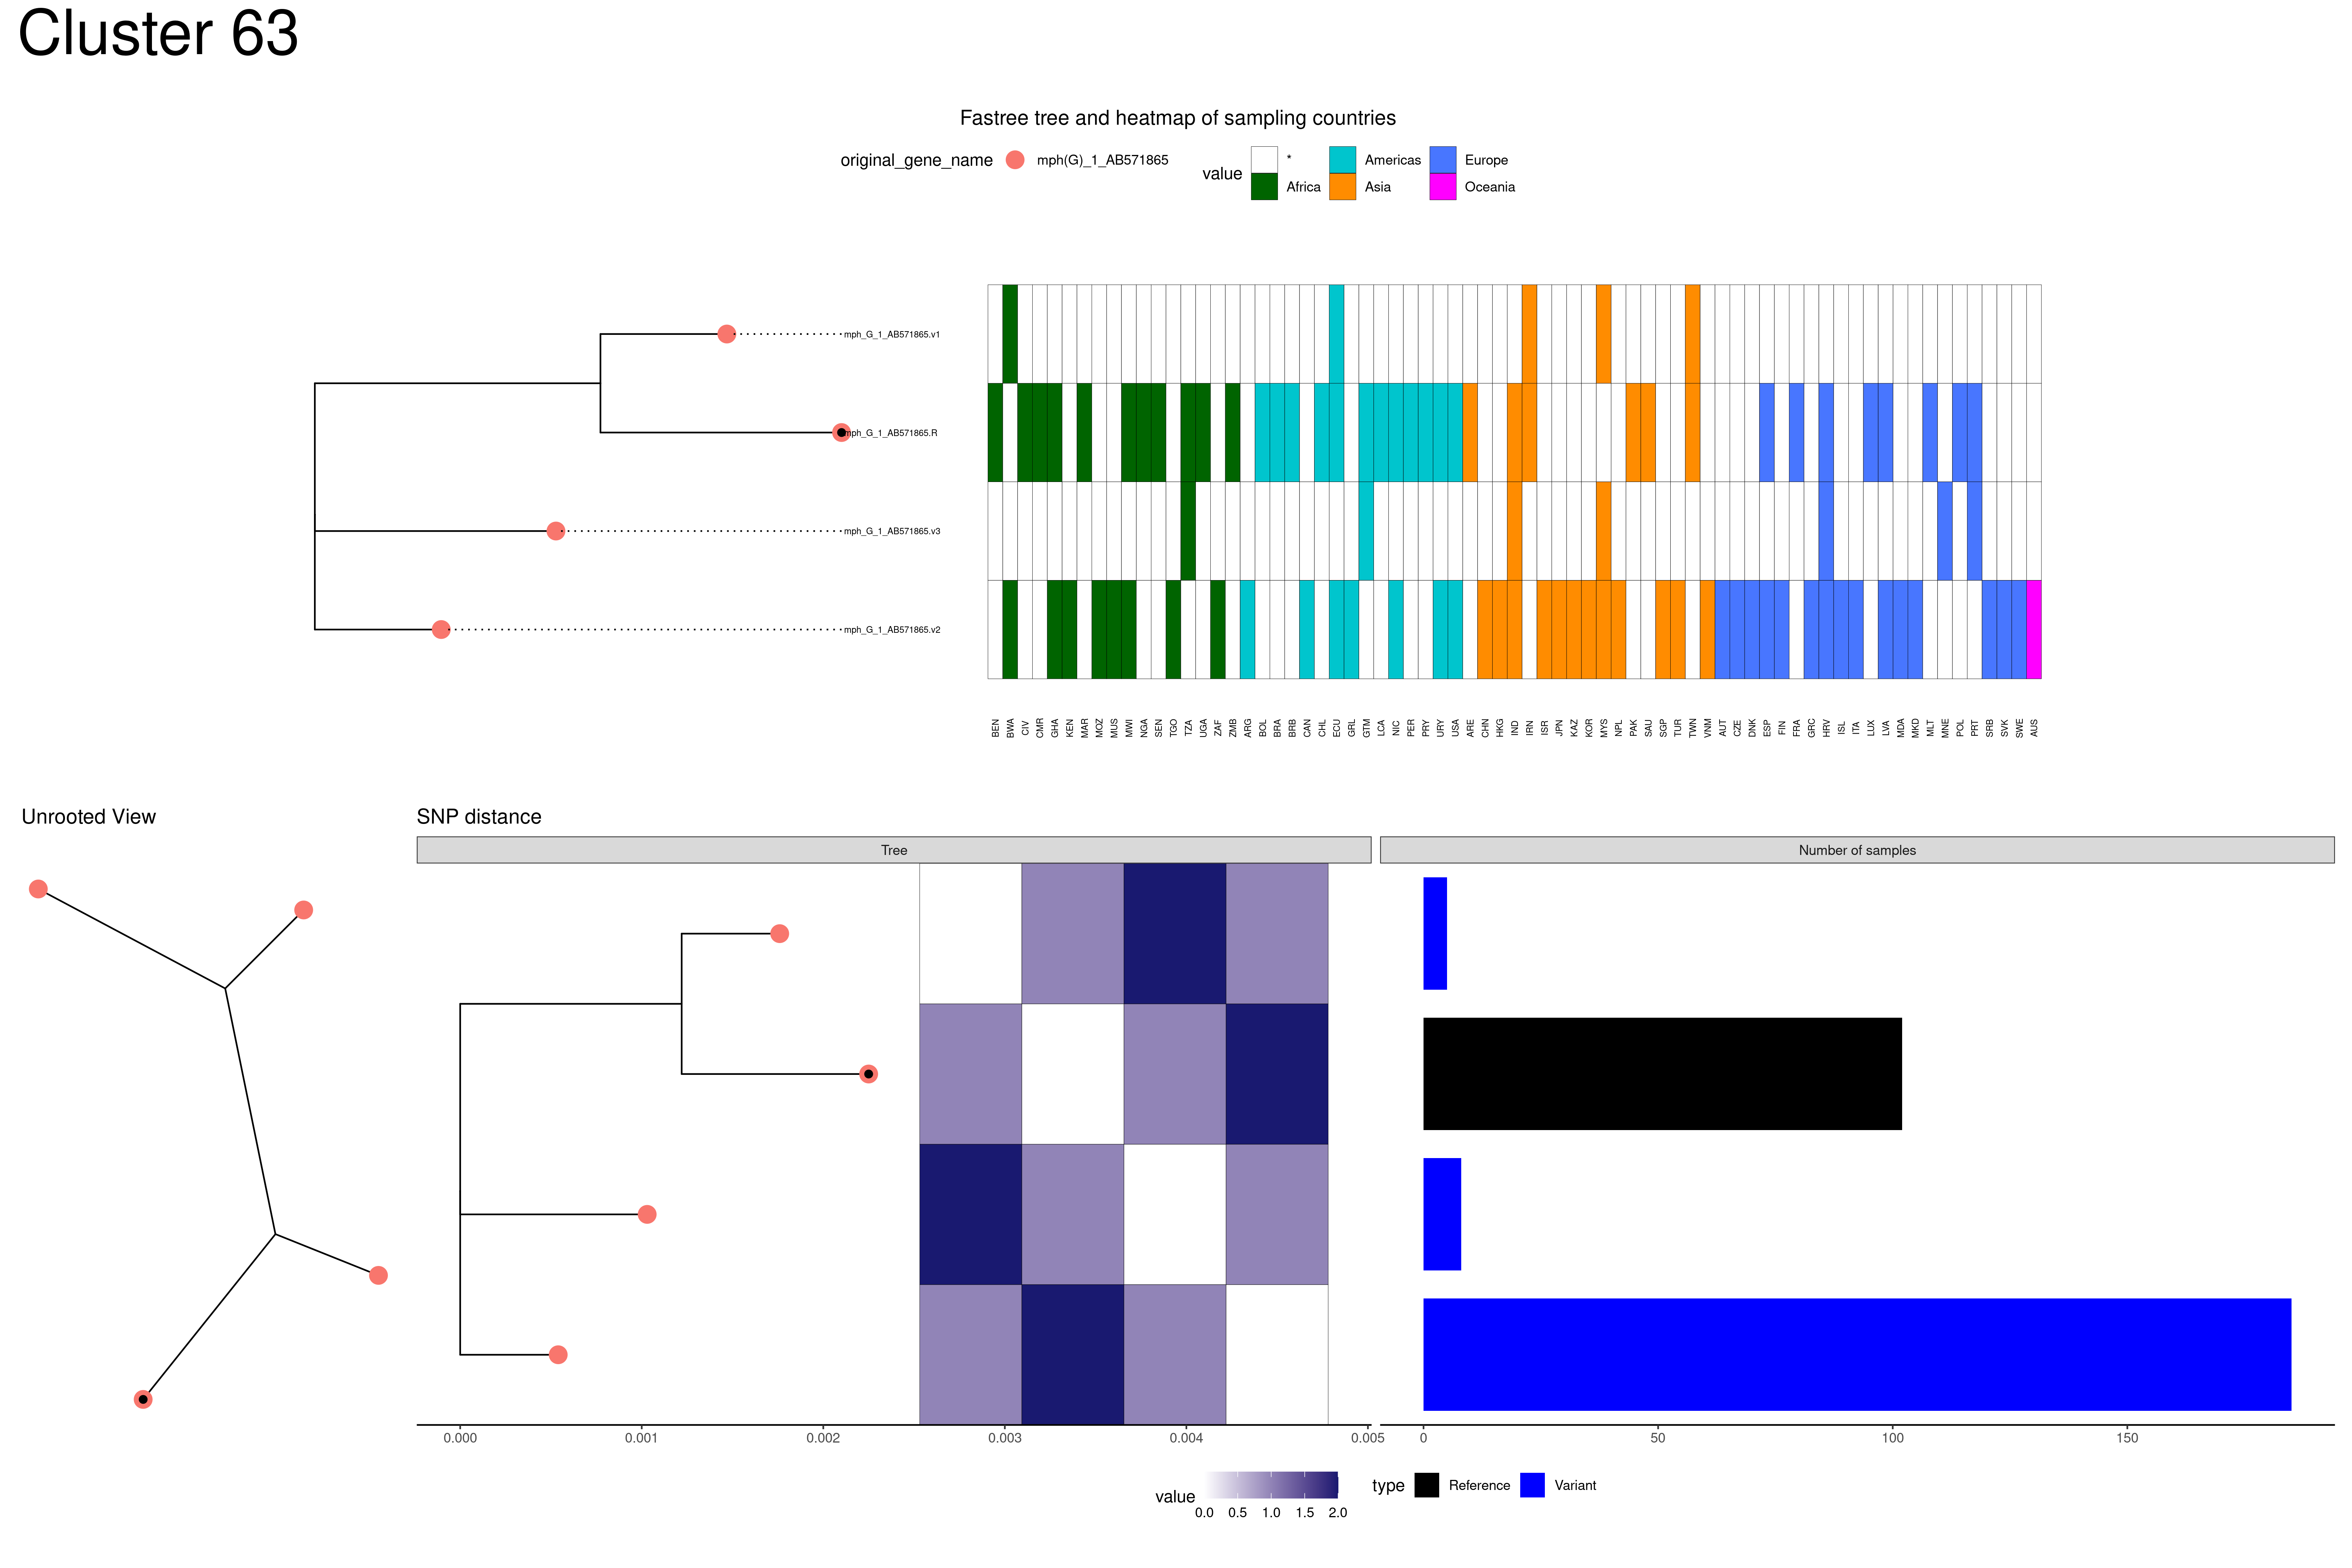 Cluster 63
Fastree tree and heatmap of sampling countries
original_gene_name mph(G)_1_AB571865 value * Americas Europe
Africa Asia Oceania
mph_G_1_AB571865.v1
mph_G_1_AB571865.R
mph_G_1_AB571865.v3
mph_G_1_AB571865.v2
BEN BWA CIV CMR GHA KEN MAR MOZ MUS MWI NGA SEN TGO TZA UGA ZAF ZMB ARG BOL BRA BRB CAN CHL ECU GRL GTM LCA NIC PER PRY URY USA ARE CHN HKG IND IRN ISR JPN KAZ KOR MYS NPL PAK SAU SGP TUR TWN VNM AUT CZE DNK ESP FIN FRA GRC HRV ISL ITA LUX LVA MDA MKD MLT MNE POL PRT SRB SVK SWE AUS
Unrooted View
SNP distance
Tree
Number of samples
0.000 0.001 0.002 0.003 0.004 0.005
0 50 100 150
value
0.0 0.5 1.0 1.5 2.0
type Reference Variant